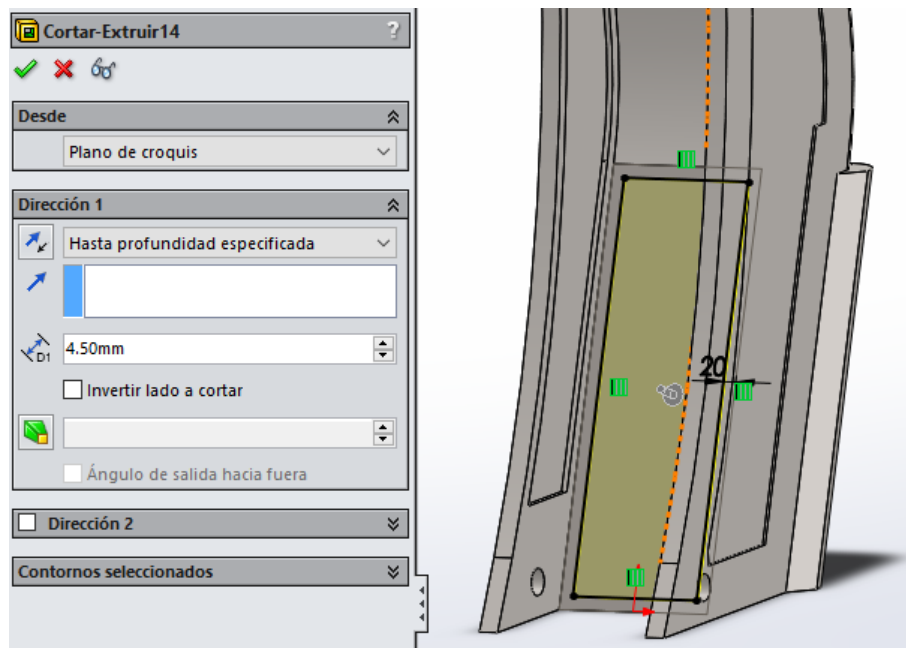 Cortar-Extruir14
?
Desde
Plano de croquis
Dirección 1
Hasta profundidad especificada
D1
4.50mm
Invertir lado a cortar
Ángulo de salida hacia fuera
Dirección 2
Contornos seleccionados
20